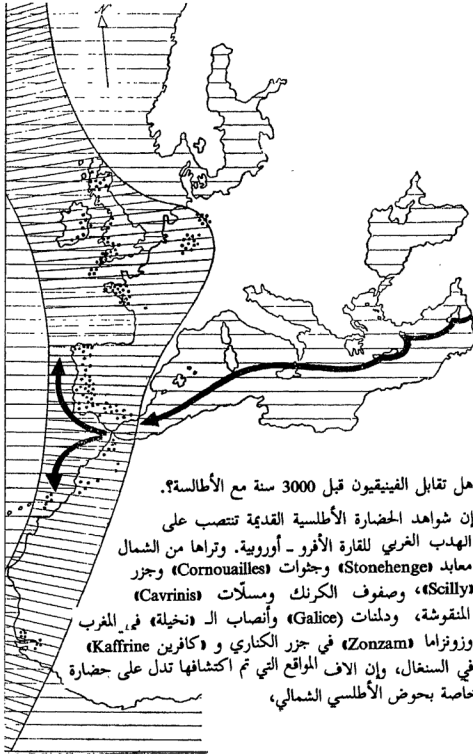 هل تقابل الفينيقيون قبل 3000 سنة مع الأطالسة؟.
إن شواهد الحضارة الأطلسية القديمة تنتصب على
الهدب الغربي للقارة الأفرو - أوروبية. وتراها من الشمال
معابد «Stonehenge» وجثوات «Cornouailles» وجزر
«Scilly»، وصفوف الكرنك ومسلّات «Cavrinis»
المنقوشة، ودلمنات (Galice» وأنصاب الـ «نخيلة» في المغرب
وزونزاما «Zonzam» في جزر الكناري و «كافرين Kaffrine»
في السنغال، وإن الاف المواقع التي تم اكتشافها تدل على حضارة
خاصة بحوض الأطلسي الشمالي،